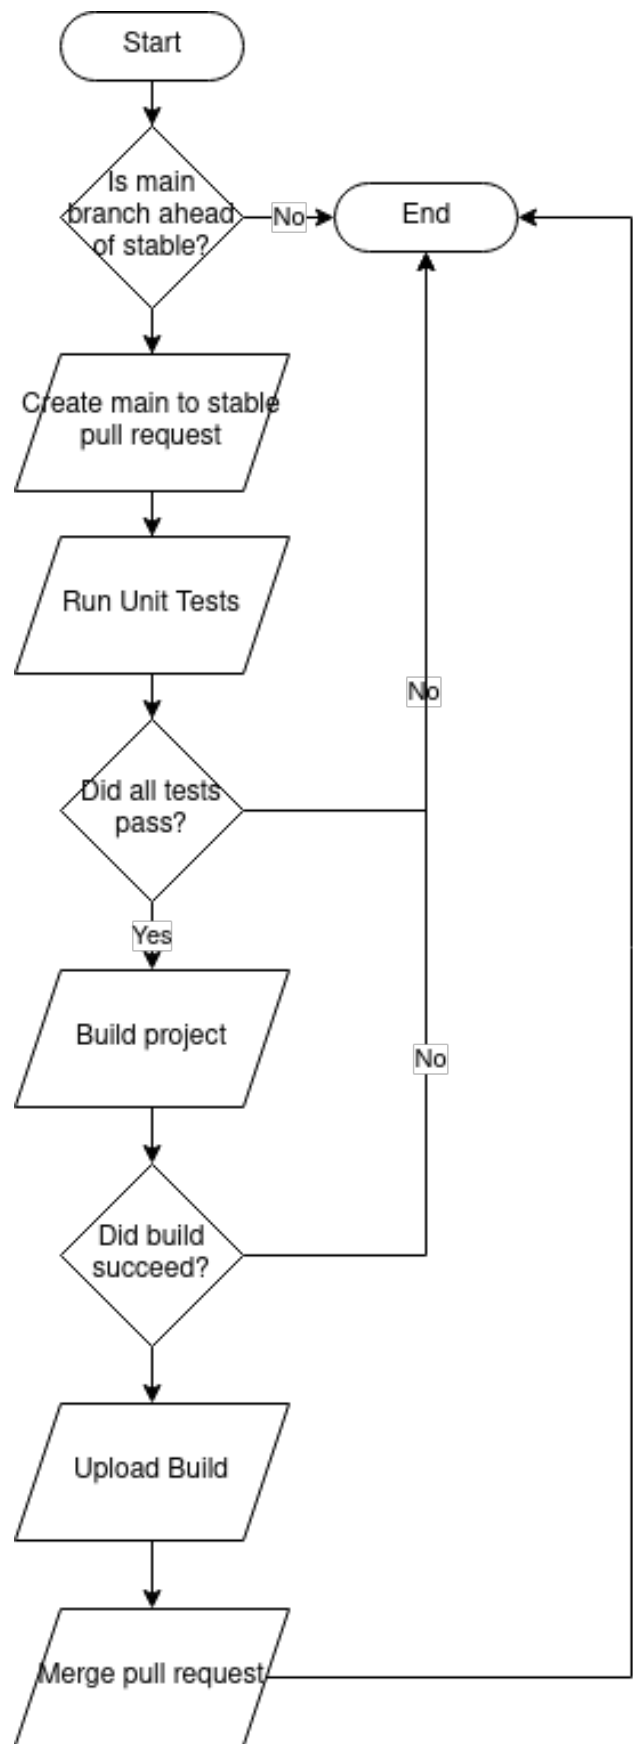 Start
Is main
branch ahead
of stable?
No
End
Create main to stable
pull request
Run Unit Tests
No
Did all tests
pass?
Yes
Build project
No
Did build
succeed?
Upload Build
Merge pull request